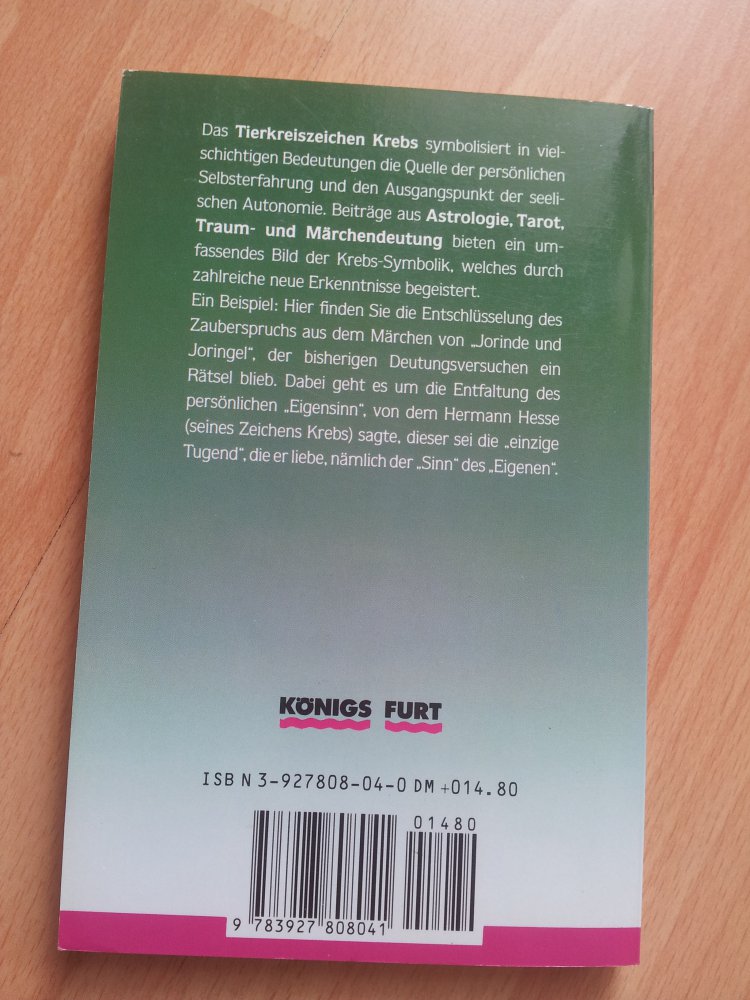 Das Tierkreiszeichen Krebs symbolisiert in viel-
schichtigen Bedeutungen die Quelle der persönlichen
Selbsterfahrung und den Ausgangspunkt der seeli-
schen Autonomie. Beiträge aus Astrologie, Tarot,
Traum- und Märchendeutung bieten ein um-
fassendes Bild der Krebs-Symbolik, welches durch
zahlreiche neue Erkenntnisse begeistert.
Ein Beispiel: Hier finden Sie die Entschlüsselung des
Zauberspruchs aus dem Märchen von „Jorinde und
Joringel“, der bisherigen Deutungsversuchen ein
Rätsel blieb. Dabei geht es um die Entfaltung des
persönlichen „Eigensinn“, von dem Hermann Hesse
(seines Zeichens Krebs) sagte, dieser sei die „einzige
Tugend“, die er liebe, nämlich der „Sinn“ des „Eigenen“.
KÖNIGS FURT
ISBN 3-927808-04-0 DM +014.80
01480
9 783927 808041